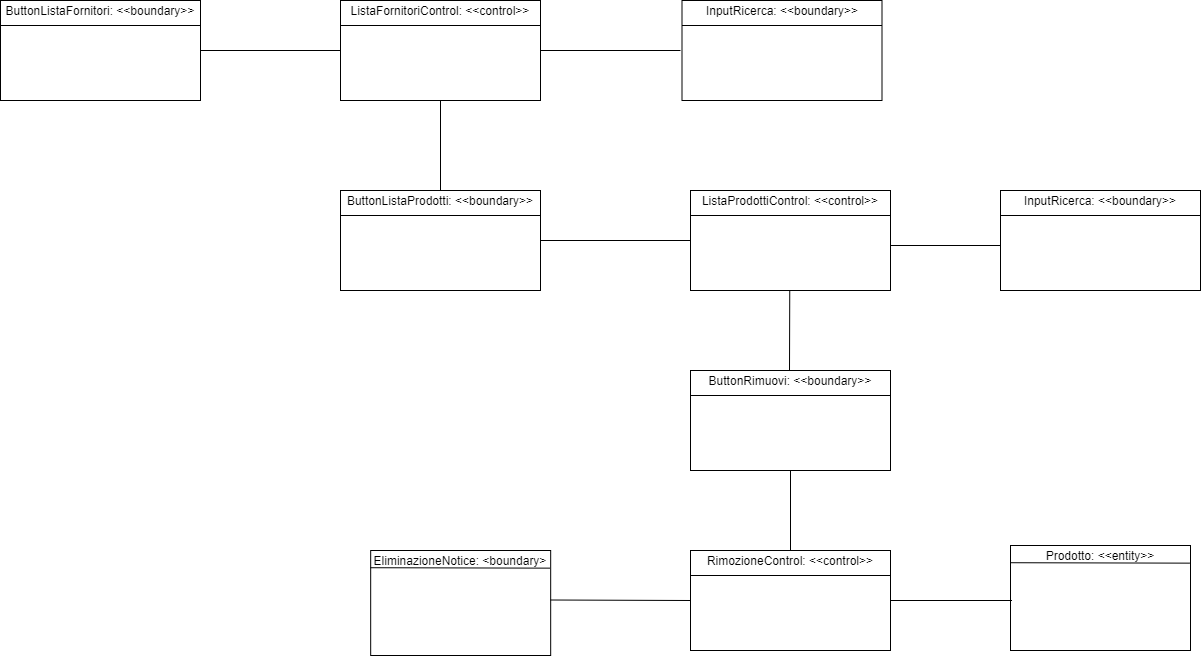 ButtonListaFornitori: <<boundary>>
ListaFornitoriControl: <<control>>
InputRicerca: <<boundary>>
ButtonListaProdotti: <<boundary>>
ListaProdottiControl: <<control>>
InputRicerca: <<boundary>>
ButtonRimuovi: <<boundary>>
EliminazioneNotice: <boundary>
RimozioneControl: <<control>>
Prodotto: <<entity>>